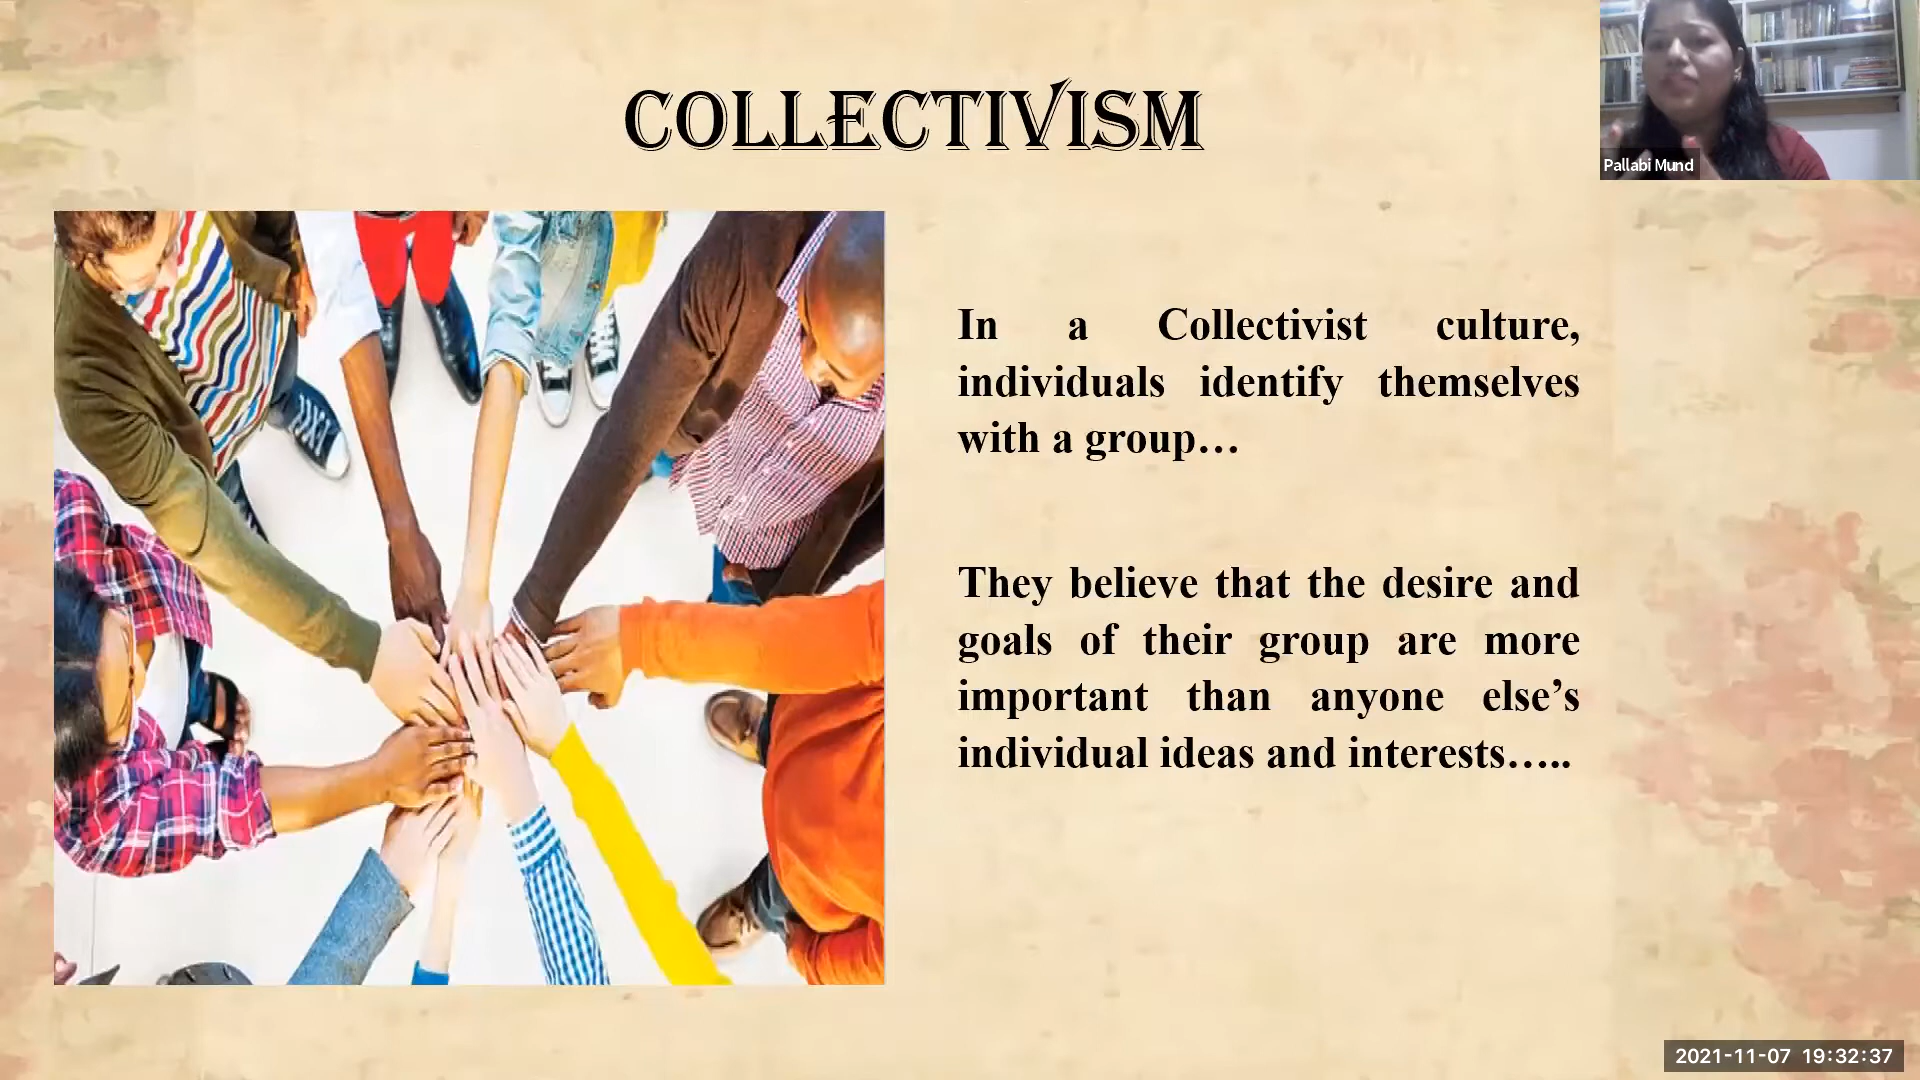 COLLECTIVISM
Pallabi Mund
In a Collectivist culture,
individuals identify themselves
with a group…
They believe that the desire and
goals of their group are more
important than anyone else’s
individual ideas and interests…..
2021-11-07 19:32:37